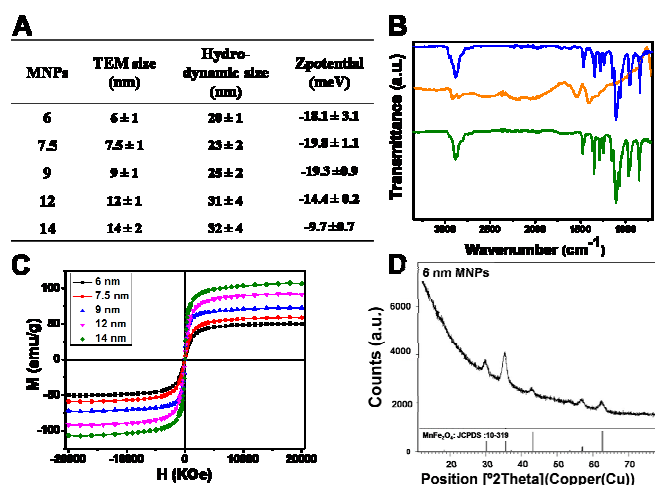 A
MNPs TEM size (nm) Hydro-dynamic size (nm) Zpotential (meV)
6 6 ± 1 20 ± 1 -18.1 ± 3.1
7.5 7.5 ± 1 23 ± 2 -19.8 ± 1.1
9 9 ± 1 25 ± 2 -19.3 ±0.9
12 12 ± 1 31 ± 4 -14.4 ± 0.2
14 14 ± 2 32 ± 4 -9.7 ±0.7
B
Transmittance (a.u.)
3000 2500 2000 1500 1000
Wavenumber (cm-1)
C
6 nm
7.5 nm
9 nm
12 nm
14 nm
M (emu/g)
100
50
0
-50
-100
-20000 -10000 0 10000 20000
H (KOe)
D
6 nm MNPs
Counts (a.u.)
6000
4000
2000
0
MnFe2O4: JCPDS :10-319
20 30 40 50 60 70
Position [º2Theta](Copper(Cu))